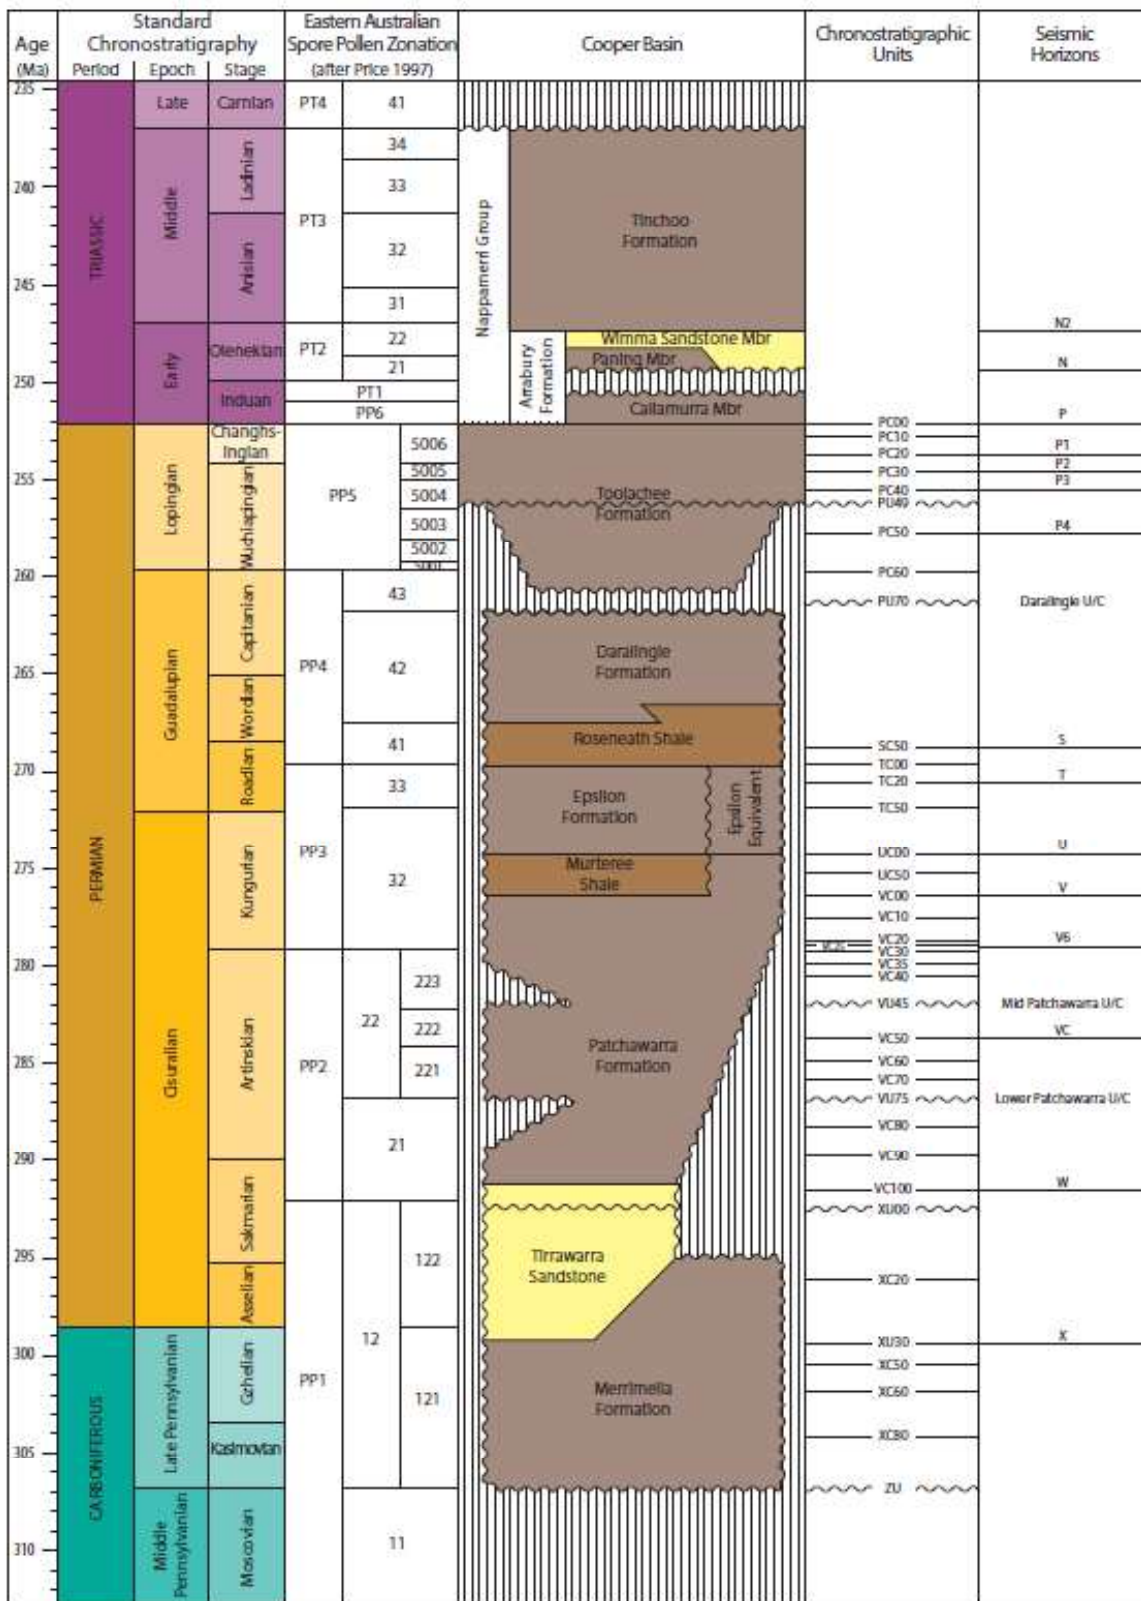 Age
(Ma)
Standard
Chronostratigraphy
Period
Epoch
Stage
Eastern Australian
Spore Pollen Zonation
(after Price 1997)
Cooper Basin
Chronostratigraphic
Units
Seismic
Horizons
235
240
245
250
255
260
265
270
275
280
285
290
295
300
305
310
TRIASSIC
PERMIAN
CARBONIFEROUS
Late
Middle
Early
Lopingian
Guadalupian
Cisuralian
Late Pennsylvanian
Middle
Pennsylvanian
Carnian
Ladinian
Anisian
Olenekian
Induan
Changhs-
ingian
Wuchiapingian
Capitanian
Wordian
Roadian
Kungurian
Artinskian
Sakmarian
Asselian
Gzhelian
Kasimovian
Moscovian
PT4
PT3
PT2
PT1
PP6
PP5
PP4
PP3
PP2
PP1
41
34
33
32
31
22
21
5006
5005
5004
5003
5002
5001
43
42
41
33
32
22
223
222
221
21
12
122
121
11
Nappamerri Group
Tinchoo
Formation
Arrabury
Formation
Wimma Sandstone Mbr
Paning Mbr
Callamurra Mbr
Toolachee
Formation
Daralingie
Formation
Roseneath Shale
Epsilon
Formation
Epsilon
Equivalent
Murteree
Shale
Patchawarra
Formation
Tirrawarra
Sandstone
Merrimelia
Formation
PC00
PC10
PC20
PC30
PC40
PU49
PC50
PC60
PU70
SC50
TC00
TC20
TC50
UC00
UC50
VC00
VC10
VC20
VC25
VC30
VC35
VC40
VU45
VC50
VC60
VC70
VU75
VC80
VC90
VC100
XU00
XC20
XU30
XC50
XC60
XC80
ZU
N2
N
P
P1
P2
P3
P4
Daralingie U/C
S
T
U
V
V6
Mid Patchawarra U/C
VC
Lower Patchawarra U/C
W
X